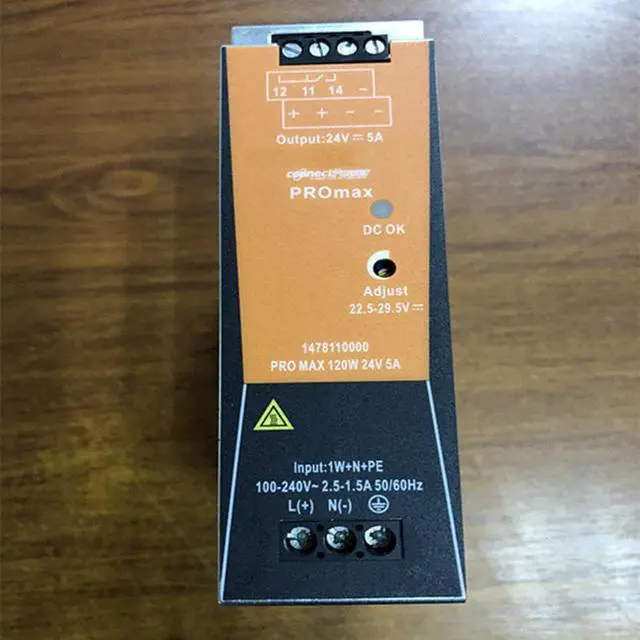 12 11 14 ~
+ + − −
Output:24V⎓ 5A
connectPower
PROmax
DC OK
Adjust
22.5-29.5V⎓
1478110000
PRO MAX 120W 24V 5A
Input:1W+N+PE
100-240V~ 2.5-1.5A 50/60Hz
L(+) N(-)